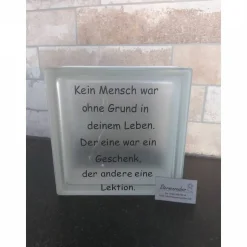 Kein Mensch war
ohne Grund in
deinem Leben.
Der eine war ein
Geschenk,
der andere eine
Lektion.